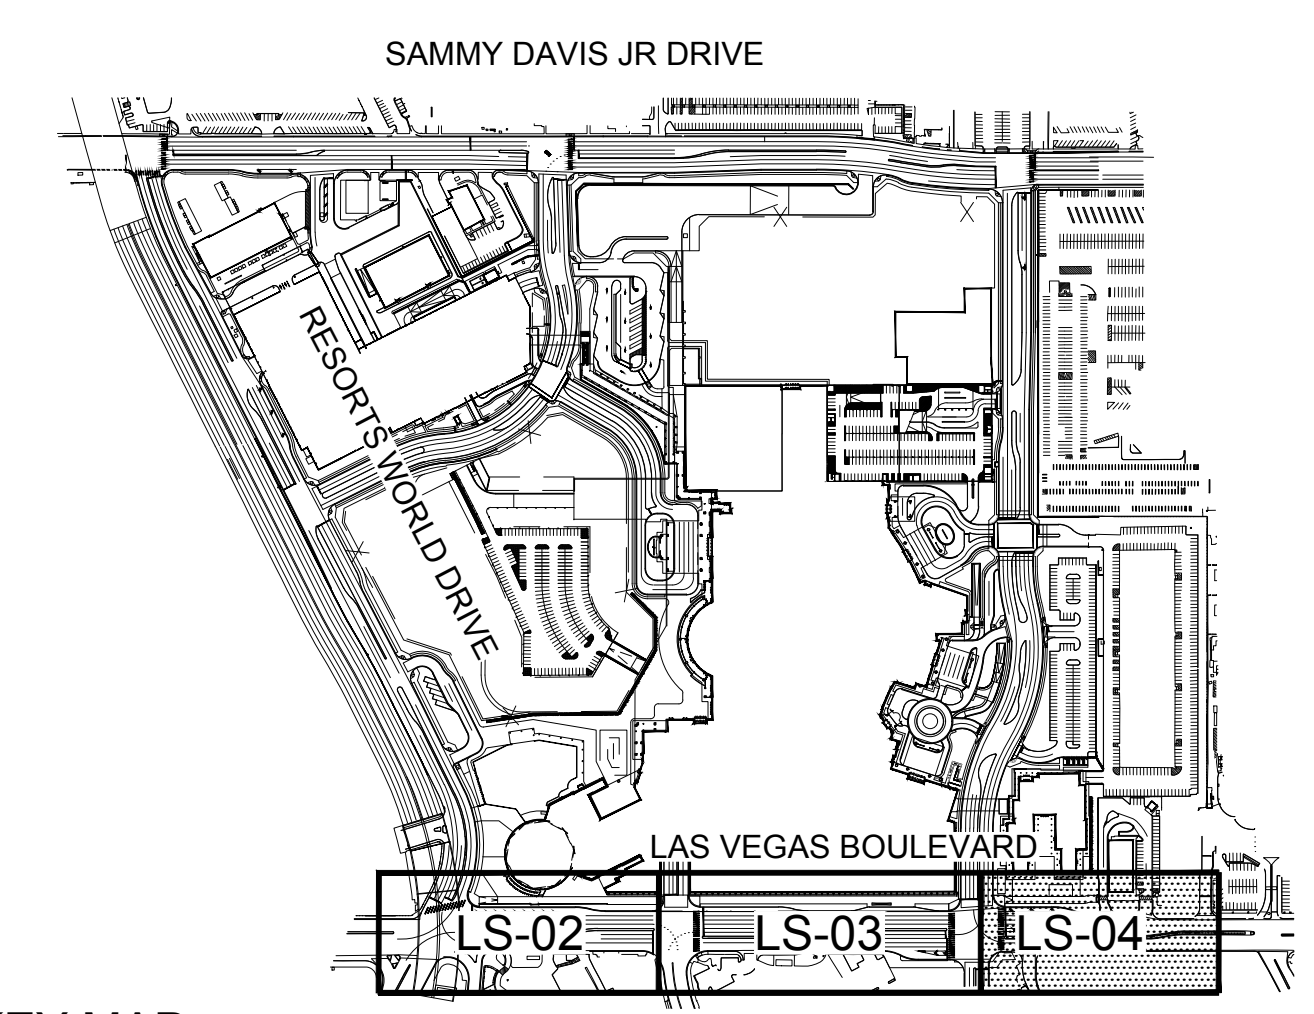 SAMMY DAVIS JR DRIVE
RESORTS WORLD DRIVE
LAS VEGAS BOULEVARD
LS-02
LS-03
LS-04